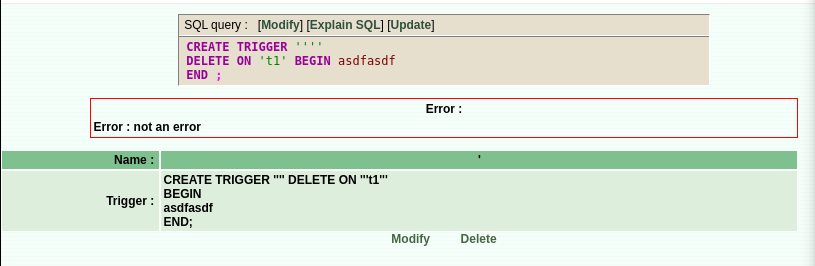 SQL query : [Modify] [Explain SQL] [Update]
CREATE TRIGGER ''''
DELETE ON 't1' BEGIN asdfasdf
END ;
Error :
Error : not an error
Name : '
Trigger : CREATE TRIGGER '''' DELETE ON '''t1'''
BEGIN
asdfasdf
END;
Modify Delete